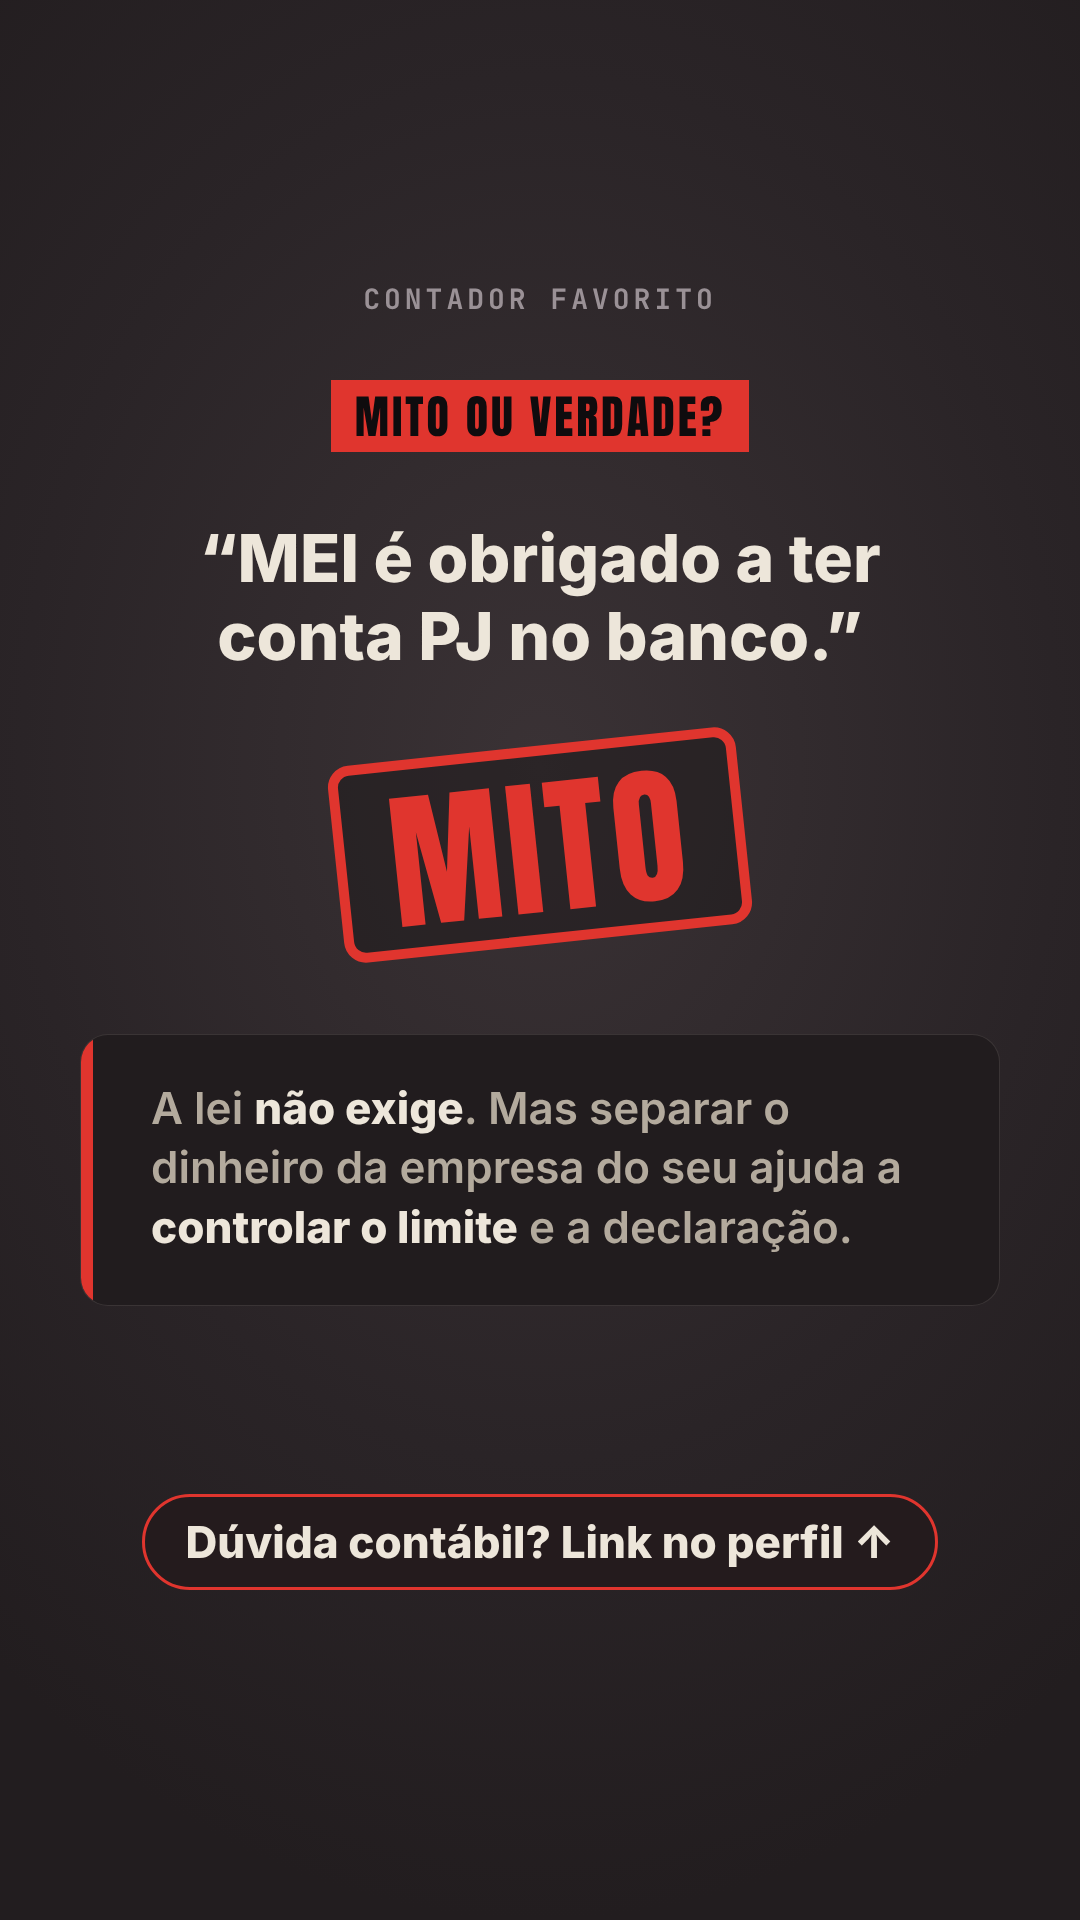 CONTADOR FAVORITO
MITO OU VERDADE?
“MEI é obrigado a ter
conta PJ no banco.”
MITO
A lei não exige. Mas separar o
dinheiro da empresa do seu ajuda a
controlar o limite e a declaração.
Dúvida contábil? Link no perfil ↑